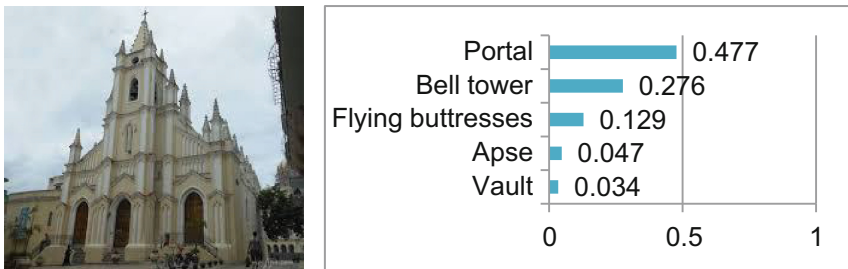 Portal 0.477
Bell tower 0.276
Flying buttresses 0.129
Apse 0.047
Vault 0.034
0 0.5 1